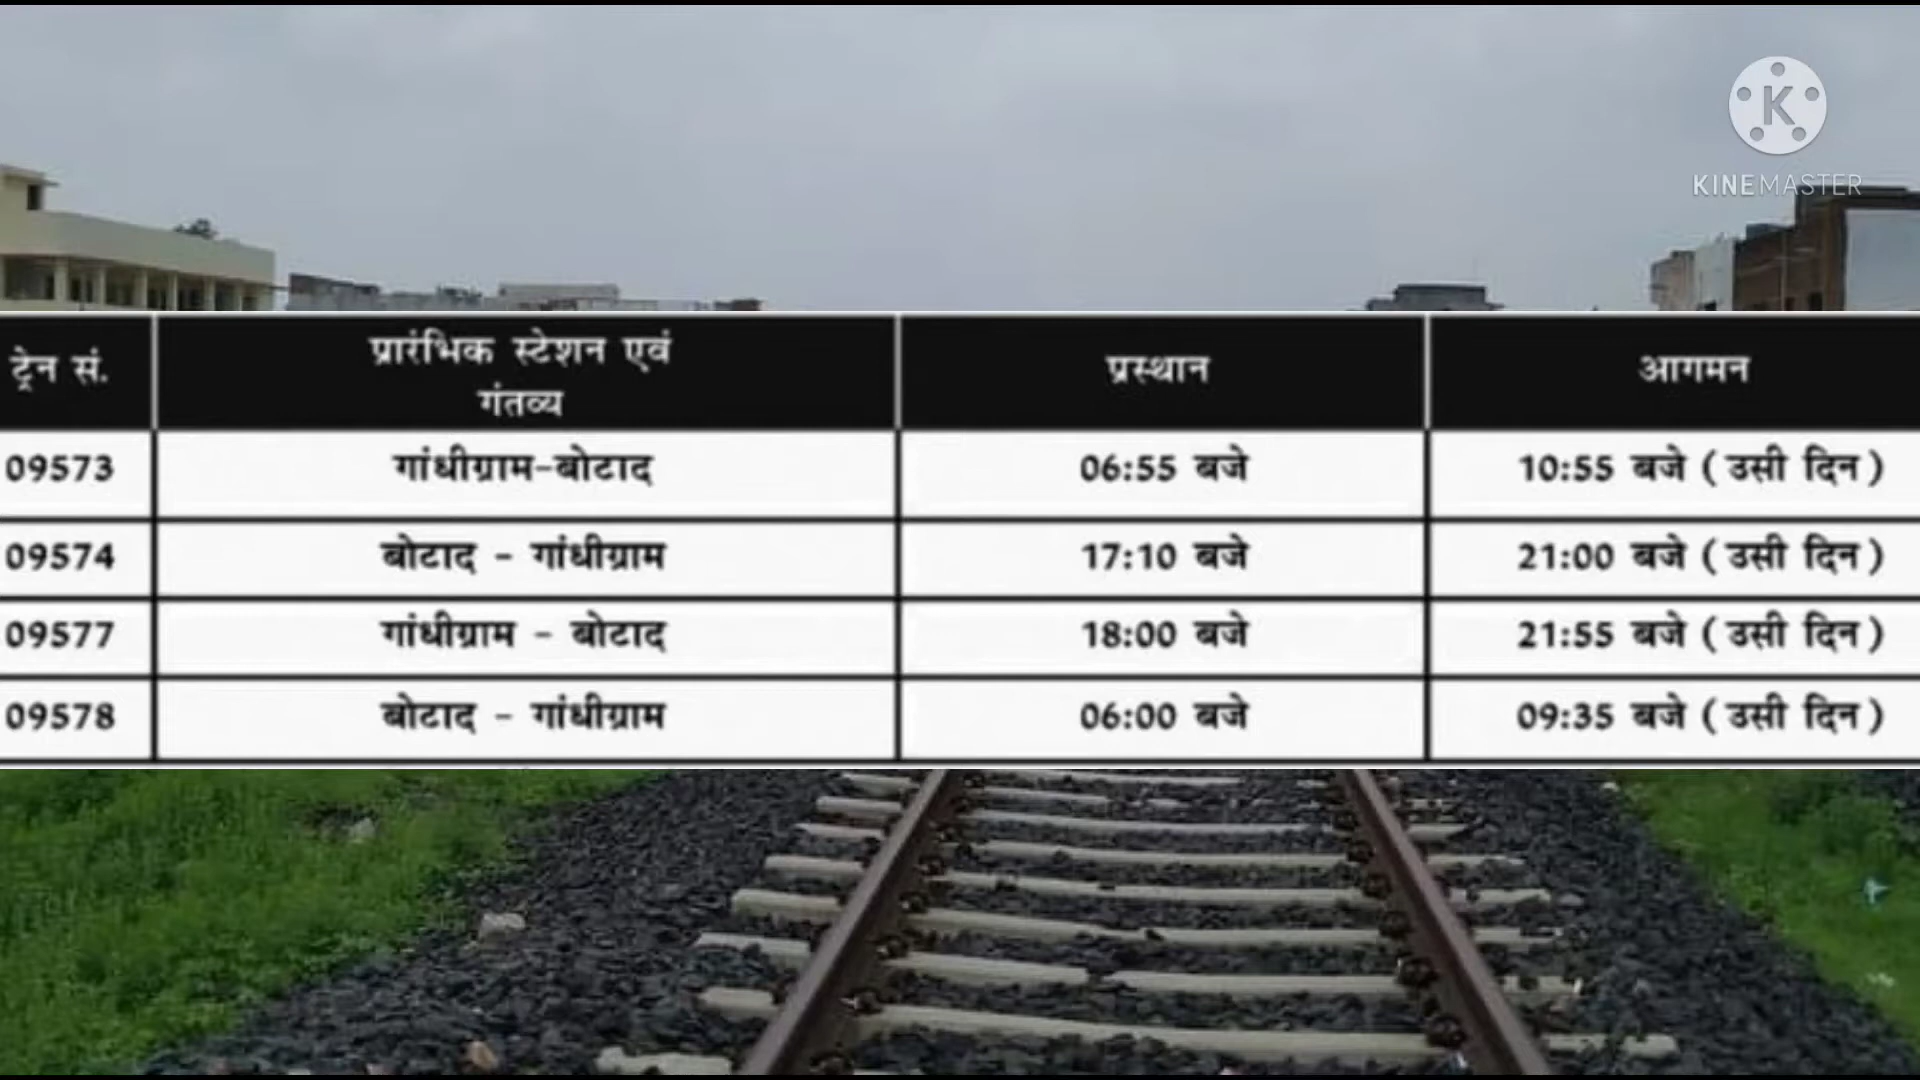 KINEMASTER
ट्रेन सं. प्रारंभिक स्टेशन एवं गंतव्य प्रस्थान आगमन
09573 गांधीग्राम-बोटाद 06:55 बजे 10:55 बजे (उसी दिन)
09574 बोटाद - गांधीग्राम 17:10 बजे 21:00 बजे (उसी दिन)
09577 गांधीग्राम - बोटाद 18:00 बजे 21:55 बजे (उसी दिन)
09578 बोटाद - गांधीग्राम 06:00 बजे 09:35 बजे (उसी दिन)